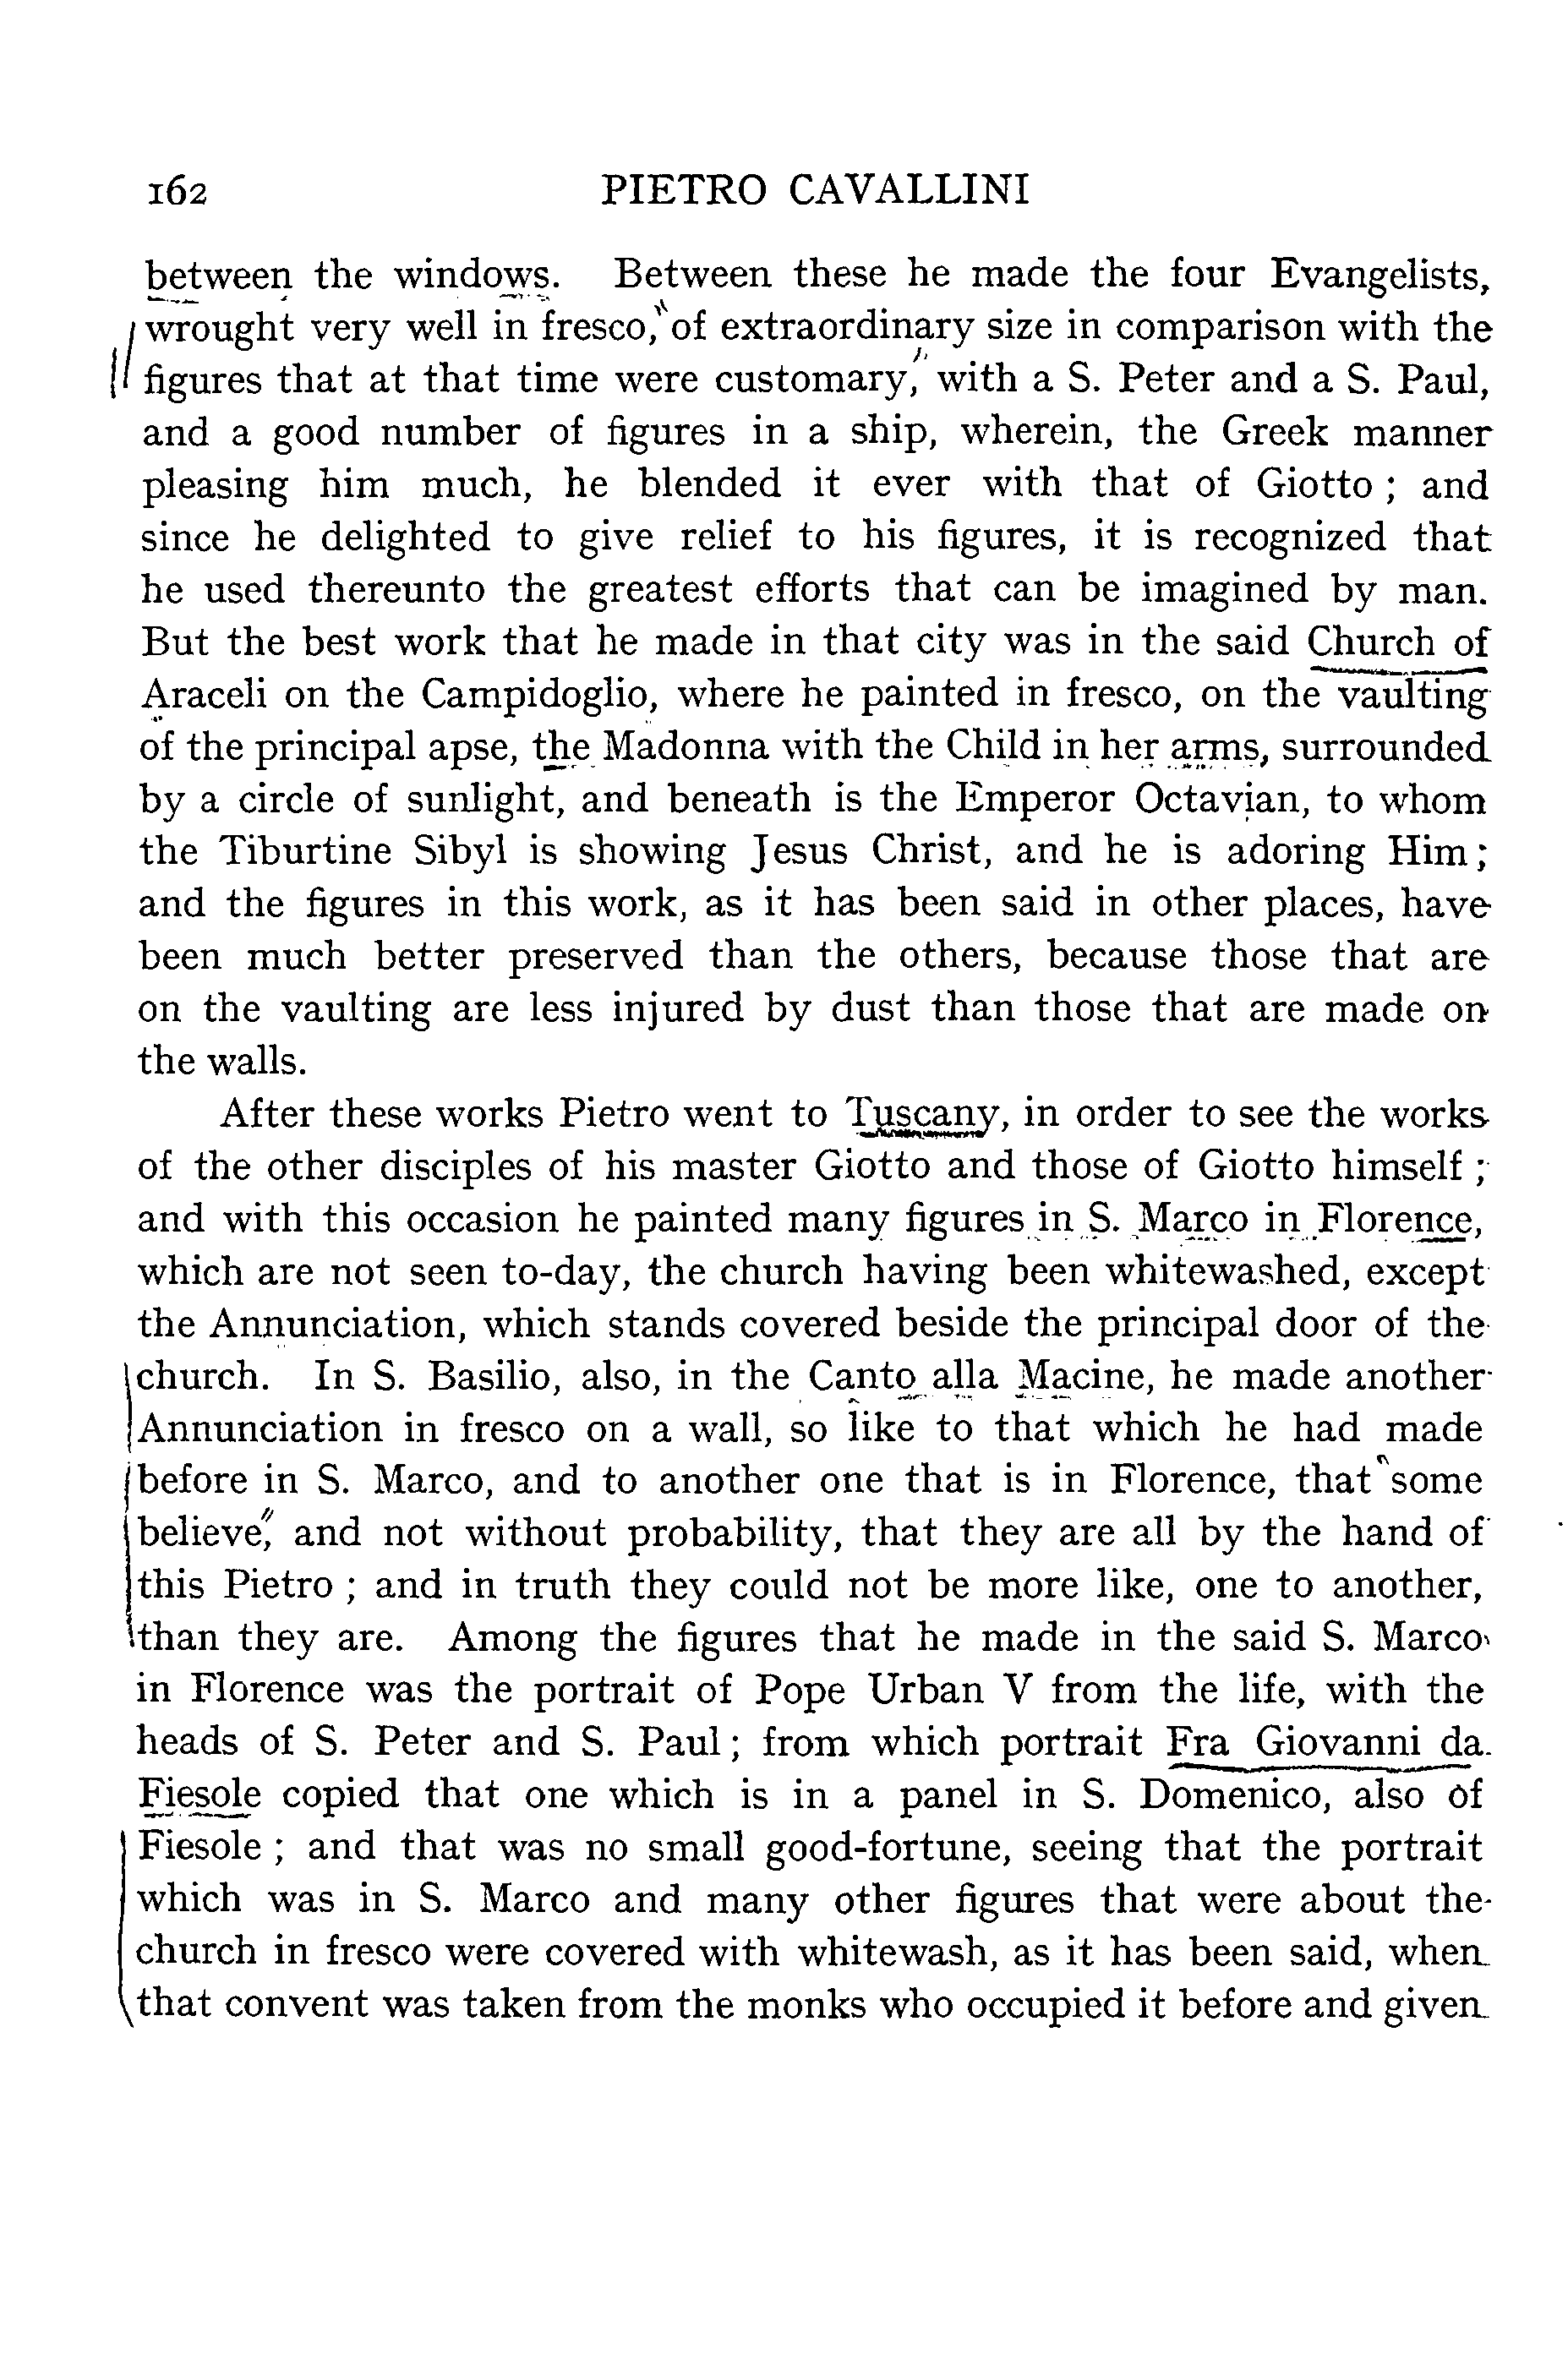 162 PIETRO CAVALLINI
between the windows. Between these he made the four Evangelists,
wrought very well in fresco, of extraordinary size in comparison with the
figures that at that time were customary, with a S. Peter and a S. Paul,
and a good number of figures in a ship, wherein, the Greek manner
pleasing him much, he blended it ever with that of Giotto ; and
since he delighted to give relief to his figures, it is recognized that
he used thereunto the greatest efforts that can be imagined by man.
But the best work that he made in that city was in the said Church of
Araceli on the Campidoglio, where he painted in fresco, on the vaulting
of the principal apse, the Madonna with the Child in her arms, surrounded
by a circle of sunlight, and beneath is the Emperor Octavian, to whom
the Tiburtine Sibyl is showing Jesus Christ, and he is adoring Him ;
and the figures in this work, as it has been said in other places, have
been much better preserved than the others, because those that are
on the vaulting are less injured by dust than those that are made on
the walls.
After these works Pietro went to Tuscany, in order to see the works
of the other disciples of his master Giotto and those of Giotto himself ;
and with this occasion he painted many figures in S. Marco in Florence,
which are not seen to-day, the church having been whitewashed, except
the Annunciation, which stands covered beside the principal door of the
church. In S. Basilio, also, in the Canto alla Macine, he made another
Annunciation in fresco on a wall, so like to that which he had made
before in S. Marco, and to another one that is in Florence, that some
believe, and not without probability, that they are all by the hand of
this Pietro ; and in truth they could not be more like, one to another,
than they are. Among the figures that he made in the said S. Marco
in Florence was the portrait of Pope Urban V from the life, with the
heads of S. Peter and S. Paul ; from which portrait Fra Giovanni da
Fiesole copied that one which is in a panel in S. Domenico, also of
Fiesole ; and that was no small good-fortune, seeing that the portrait
which was in S. Marco and many other figures that were about the
church in fresco were covered with whitewash, as it has been said, when
that convent was taken from the monks who occupied it before and given